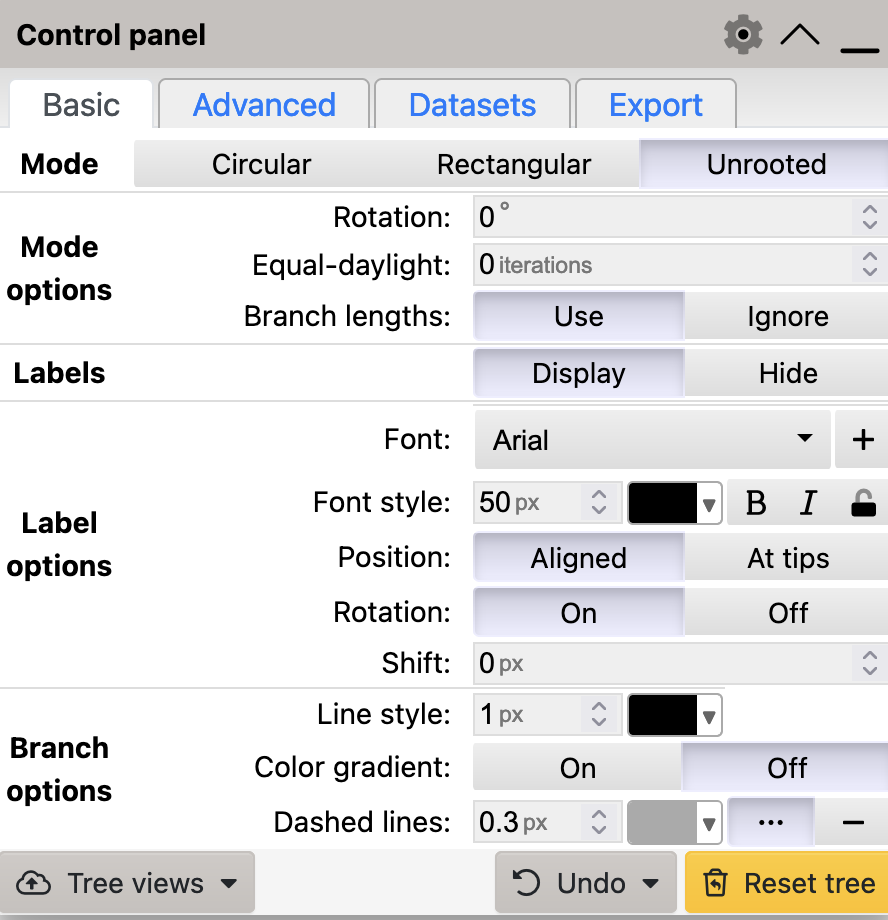 Control panel
Basic Advanced Datasets Export
Mode Circular Rectangular Unrooted
Mode options
Rotation: 0 °
Equal-daylight: 0 iterations
Branch lengths: Use Ignore
Labels Display Hide
Label options
Font: Arial +
Font style: 50 px B I
Position: Aligned At tips
Rotation: On Off
Shift: 0 px
Branch options
Line style: 1 px
Color gradient: On Off
Dashed lines: 0.3 px
Tree views Undo Reset tree